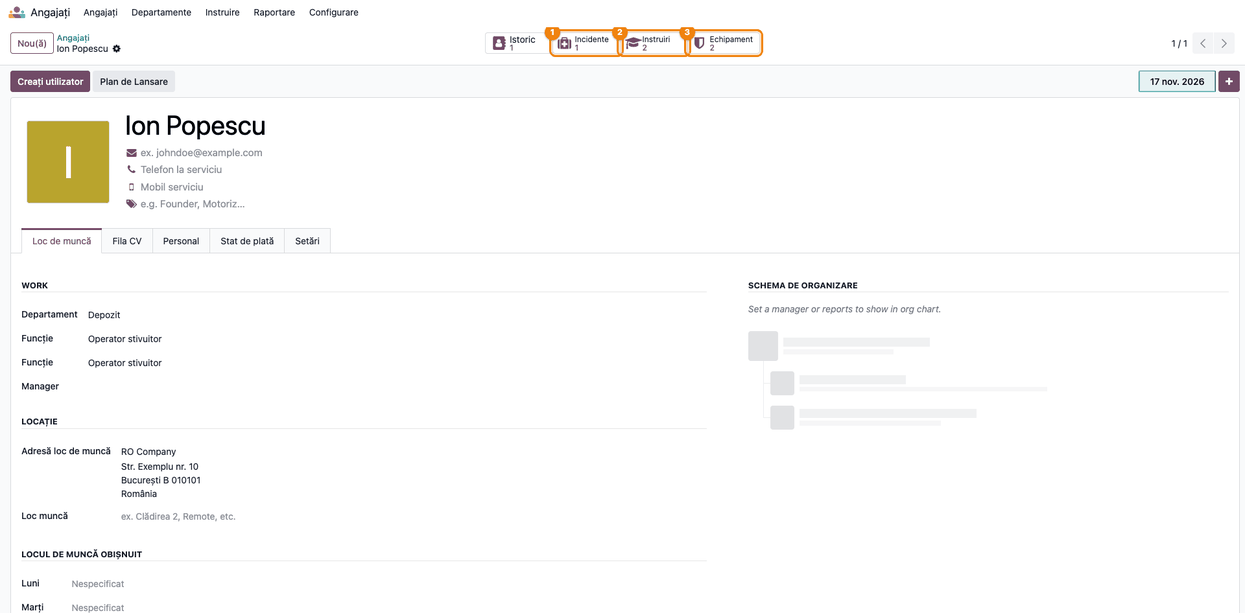 Angajați Angajați Departamente Instruire Raportare Configurare
Nou(ă) Angajați
Ion Popescu
Istoric
1
1 Incidente
1
2 Instruiri
2
3 Echipament
2
1 / 1
Creați utilizator Plan de Lansare 17 nov. 2026 +
I
Ion Popescu
ex. johndoe@example.com
Telefon la serviciu
Mobil serviciu
e.g. Founder, Motoriz...
Loc de muncă Fila CV Personal Stat de plată Setări
WORK
Departament Depozit
Funcție Operator stivuitor
Funcție Operator stivuitor
Manager
LOCAȚIE
Adresă loc de muncă RO Company
Str. Exemplu nr. 10
București B 010101
România
Loc muncă ex. Clădirea 2, Remote, etc.
LOCUL DE MUNCĂ OBIȘNUIT
Luni Nespecificat
Marți Nespecificat
SCHEMA DE ORGANIZARE
Set a manager or reports to show in org chart.